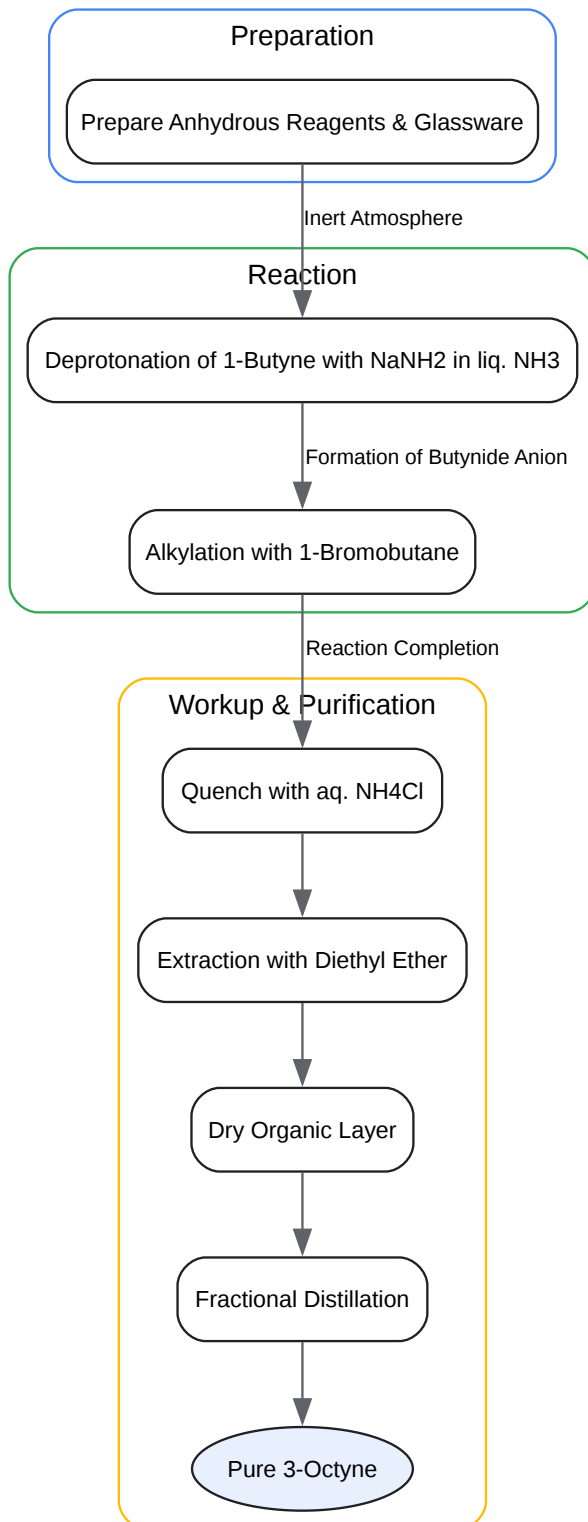 Preparation
Prepare Anhydrous Reagents & Glassware
Inert Atmosphere
Reaction
Deprotonation of 1-Butyne with NaNH2 in liq. NH3
Formation of Butynide Anion
Alkylation with 1-Bromobutane
Reaction Completion
Workup & Purification
Quench with aq. NH4Cl
Extraction with Diethyl Ether
Dry Organic Layer
Fractional Distillation
Pure 3-Octyne